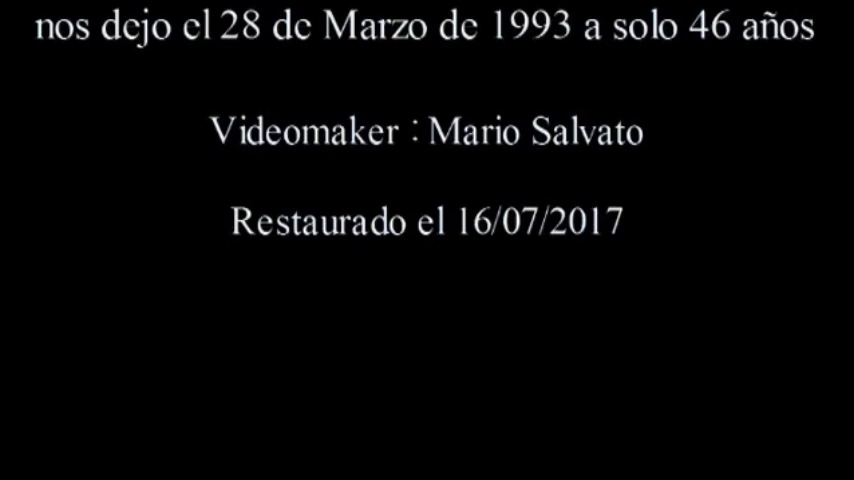 nos dejo el 28 de Marzo de 1993 a solo 46 años
Videomaker : Mario Salvato
Restaurado el 16/07/2017